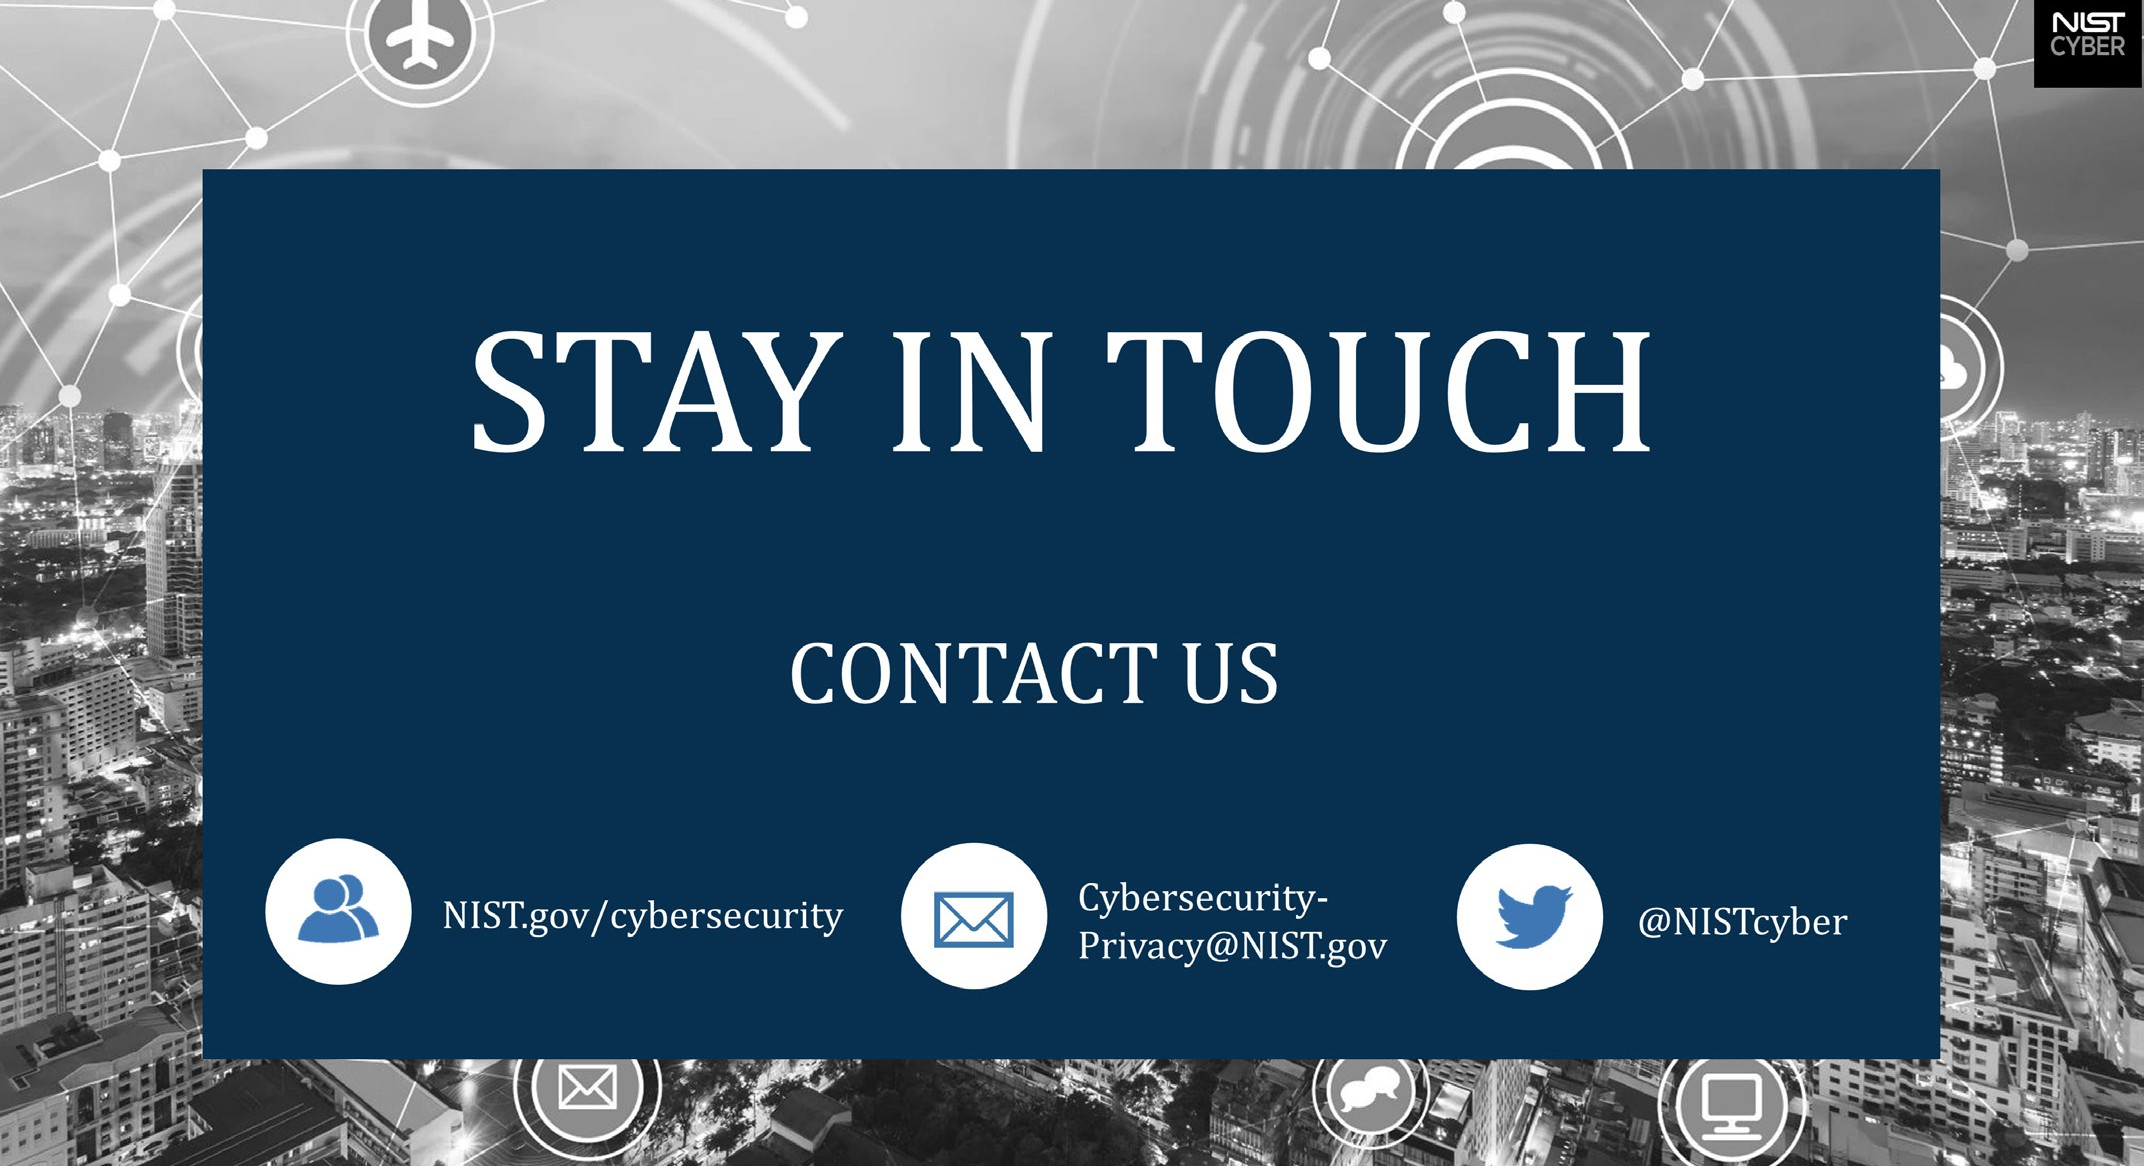 NIST
CYBER
STAY IN TOUCH
CONTACT US
NIST.gov/cybersecurity
Cybersecurity-
Privacy@NIST.gov
@NISTcyber